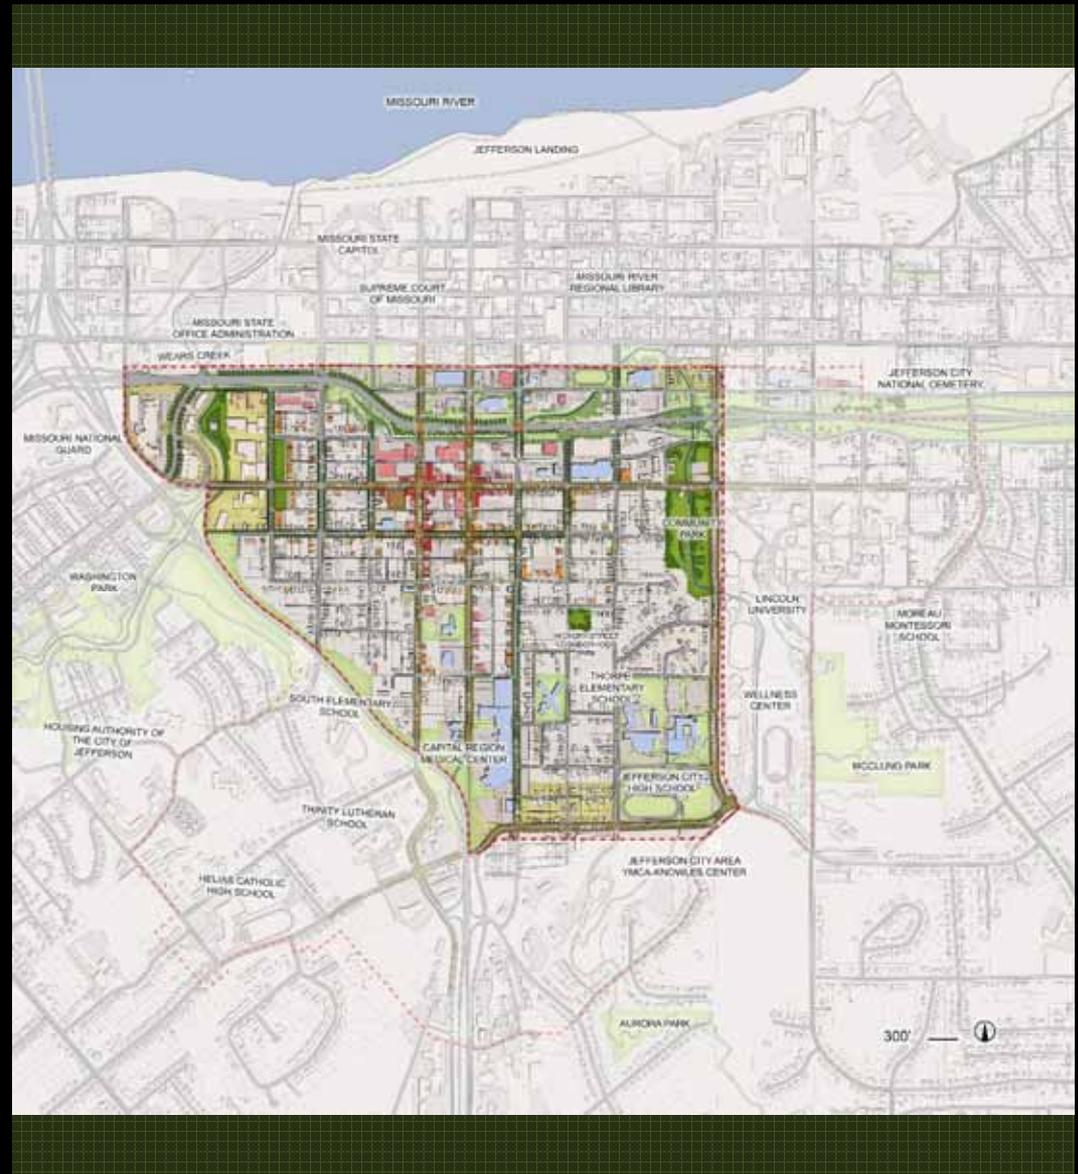 MISSOURI RIVER
JEFFERSON LANDING
MISSOURI STATE
CAPITOL
SUPREME COURT
OF MISSOURI
MISSOURI RIVER
REGIONAL LIBRARY
MISSOURI STATE
OFFICE ADMINISTRATION
WEARS CREEK
JEFFERSON CITY
NATIONAL CEMETERY
MISSOURI NATIONAL
GUARD
COMMUNITY
PARK
WASHINGTON
PARK
LINCOLN
UNIVERSITY
MOREAU
MONTESSORI
SCHOOL
THORPE
ELEMENTARY
SCHOOL
SOUTH ELEMENTARY
SCHOOL
WELLNESS
CENTER
HOUSING AUTHORITY OF
THE CITY OF
JEFFERSON
CAPITAL REGION
MEDICAL CENTER
MCCLUNG PARK
JEFFERSON CITY
HIGH SCHOOL
TRINITY LUTHERAN
SCHOOL
JEFFERSON CITY AREA
YMCA-KNOWLES CENTER
HELIAS CATHOLIC
HIGH SCHOOL
AURORA PARK
300'